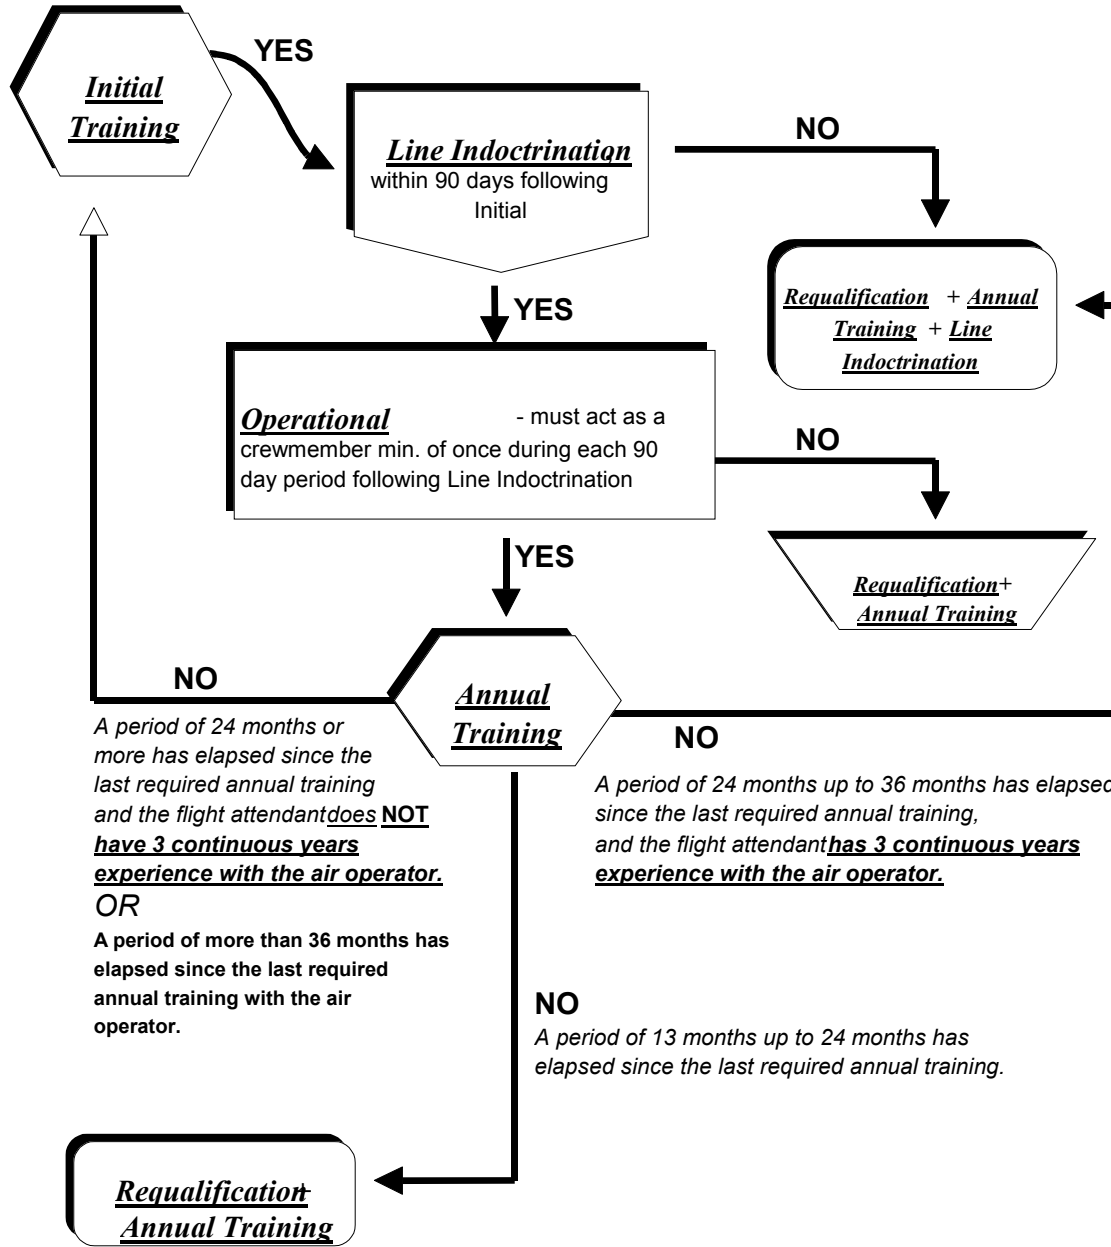 YES
Initial
Training
NO
Line Indoctrination,
within 90 days following
Initial
YES
Requalification + Annual
Training + Line
Indoctrination
Operational - must act as a
crewmember min. of once during each 90
day period following Line Indoctrination
NO
YES
Requalification+
Annual Training
NO
Annual
Training
NO
A period of 24 months or
more has elapsed since the
last required annual training
and the flight attendant does NOT
have 3 continuous years
experience with the air operator.
OR
A period of more than 36 months has
elapsed since the last required
annual training with the air
operator.
A period of 24 months up to 36 months has elapsed
since the last required annual training,
and the flight attendant has 3 continuous years
experience with the air operator.
NO
A period of 13 months up to 24 months has
elapsed since the last required annual training.
Requalification+
Annual Training